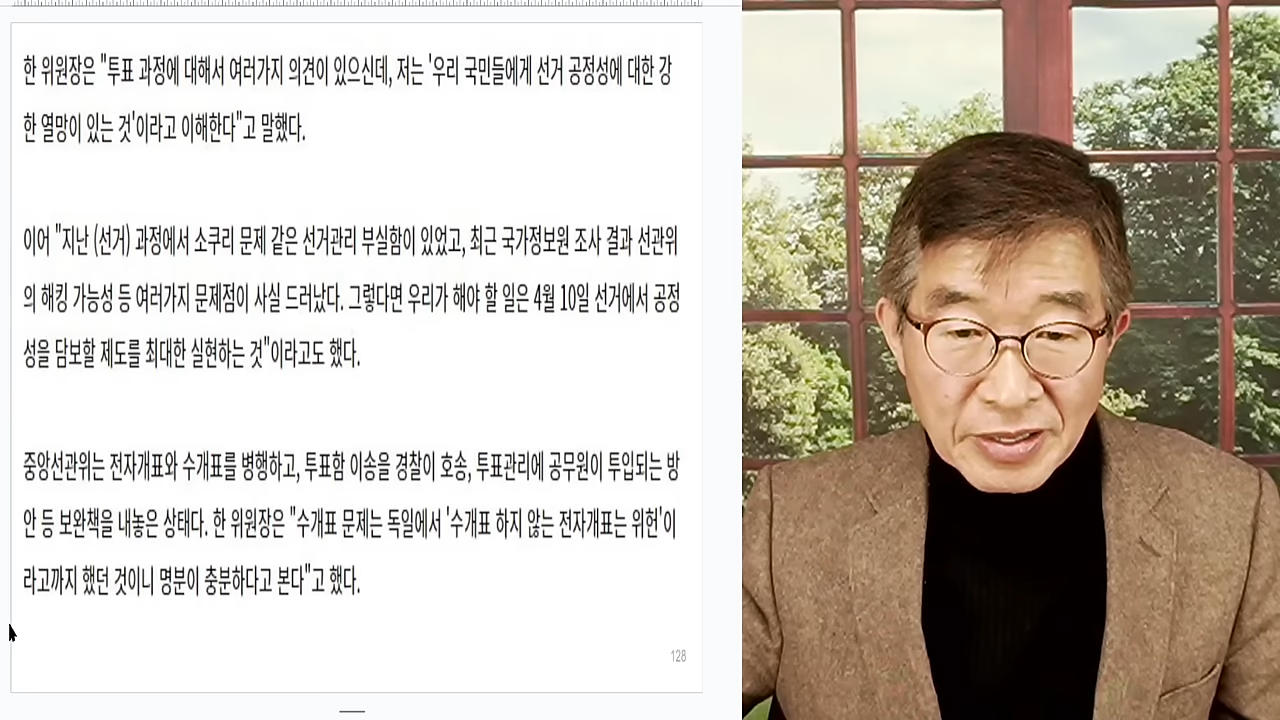 한 위원장은 "투표 과정에 대해서 여러가지 의견이 있으신데, 저는 '우리 국민들에게 선거 공정성에 대한 강
한 열망이 있는 것'이라고 이해한다"고 말했다.
이어 "지난 (선거) 과정에서 소쿠리 문제 같은 선거관리 부실함이 있었고, 최근 국가정보원 조사 결과 선관위
의 해킹 가능성 등 여러가지 문제점이 사실 드러났다. 그렇다면 우리가 해야 할 일은 4월 10일 선거에서 공정
성을 담보할 제도를 최대한 실현하는 것"이라고도 했다.
중앙선관위는 전자개표와 수개표를 병행하고, 투표함 이송을 경찰이 호송, 투표관리에 공무원이 투입되는 방
안 등 보완책을 내놓은 상태다. 한 위원장은 "수개표 문제는 독일에서 '수개표 하지 않는 전자개표는 위헌'이
라고까지 했던 것이니 명분이 충분하다고 본다"고 했다.
128